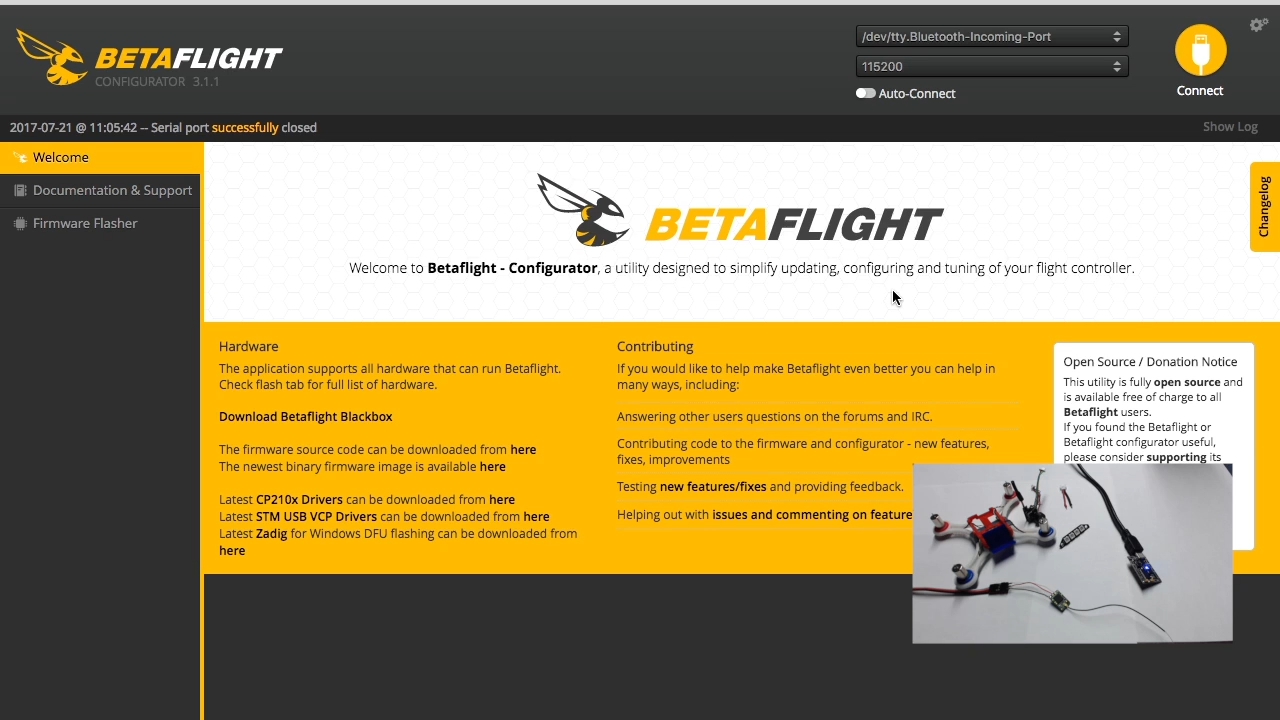 BETAFLIGHT
CONFIGURATOR 3.1.1
/dev/tty.Bluetooth-Incoming-Port
115200
Auto-Connect
Connect
2017-07-21 @ 11:05:42 -- Serial port successfully closed
Show Log
Welcome
Documentation & Support
Firmware Flasher
BETAFLIGHT
Changelog
Welcome to Betaflight - Configurator, a utility designed to simplify updating, configuring and tuning of your flight controller.
Hardware
The application supports all hardware that can run Betaflight.
Check flash tab for full list of hardware.
Download Betaflight Blackbox
The firmware source code can be downloaded from here
The newest binary firmware image is available here
Latest CP210x Drivers can be downloaded from here
Latest STM USB VCP Drivers can be downloaded from here
Latest Zadig for Windows DFU flashing can be downloaded from
here
Contributing
If you would like to help make Betaflight even better you can help in
many ways, including:
Answering other users questions on the forums and IRC.
Contributing code to the firmware and configurator - new features,
fixes, improvements
Testing new features/fixes and providing feedback.
Helping out with issues and commenting on feature
Open Source / Donation Notice
This utility is fully open source and
is available free of charge to all
Betaflight users.
If you found the Betaflight or
Betaflight configurator useful,
please consider supporting its